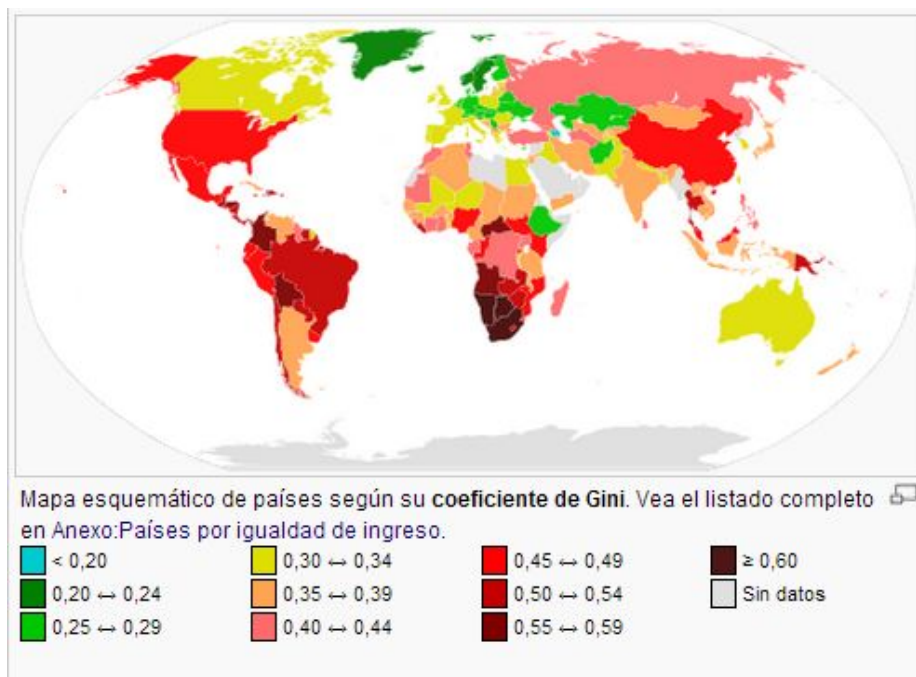 Mapa esquemático de países según su coeficiente de Gini. Vea el listado completo
en Anexo:Países por igualdad de ingreso.
< 0,20
0,20 ↔ 0,24
0,25 ↔ 0,29
0,30 ↔ 0,34
0,35 ↔ 0,39
0,40 ↔ 0,44
0,45 ↔ 0,49
0,50 ↔ 0,54
0,55 ↔ 0,59
≥ 0,60
Sin datos